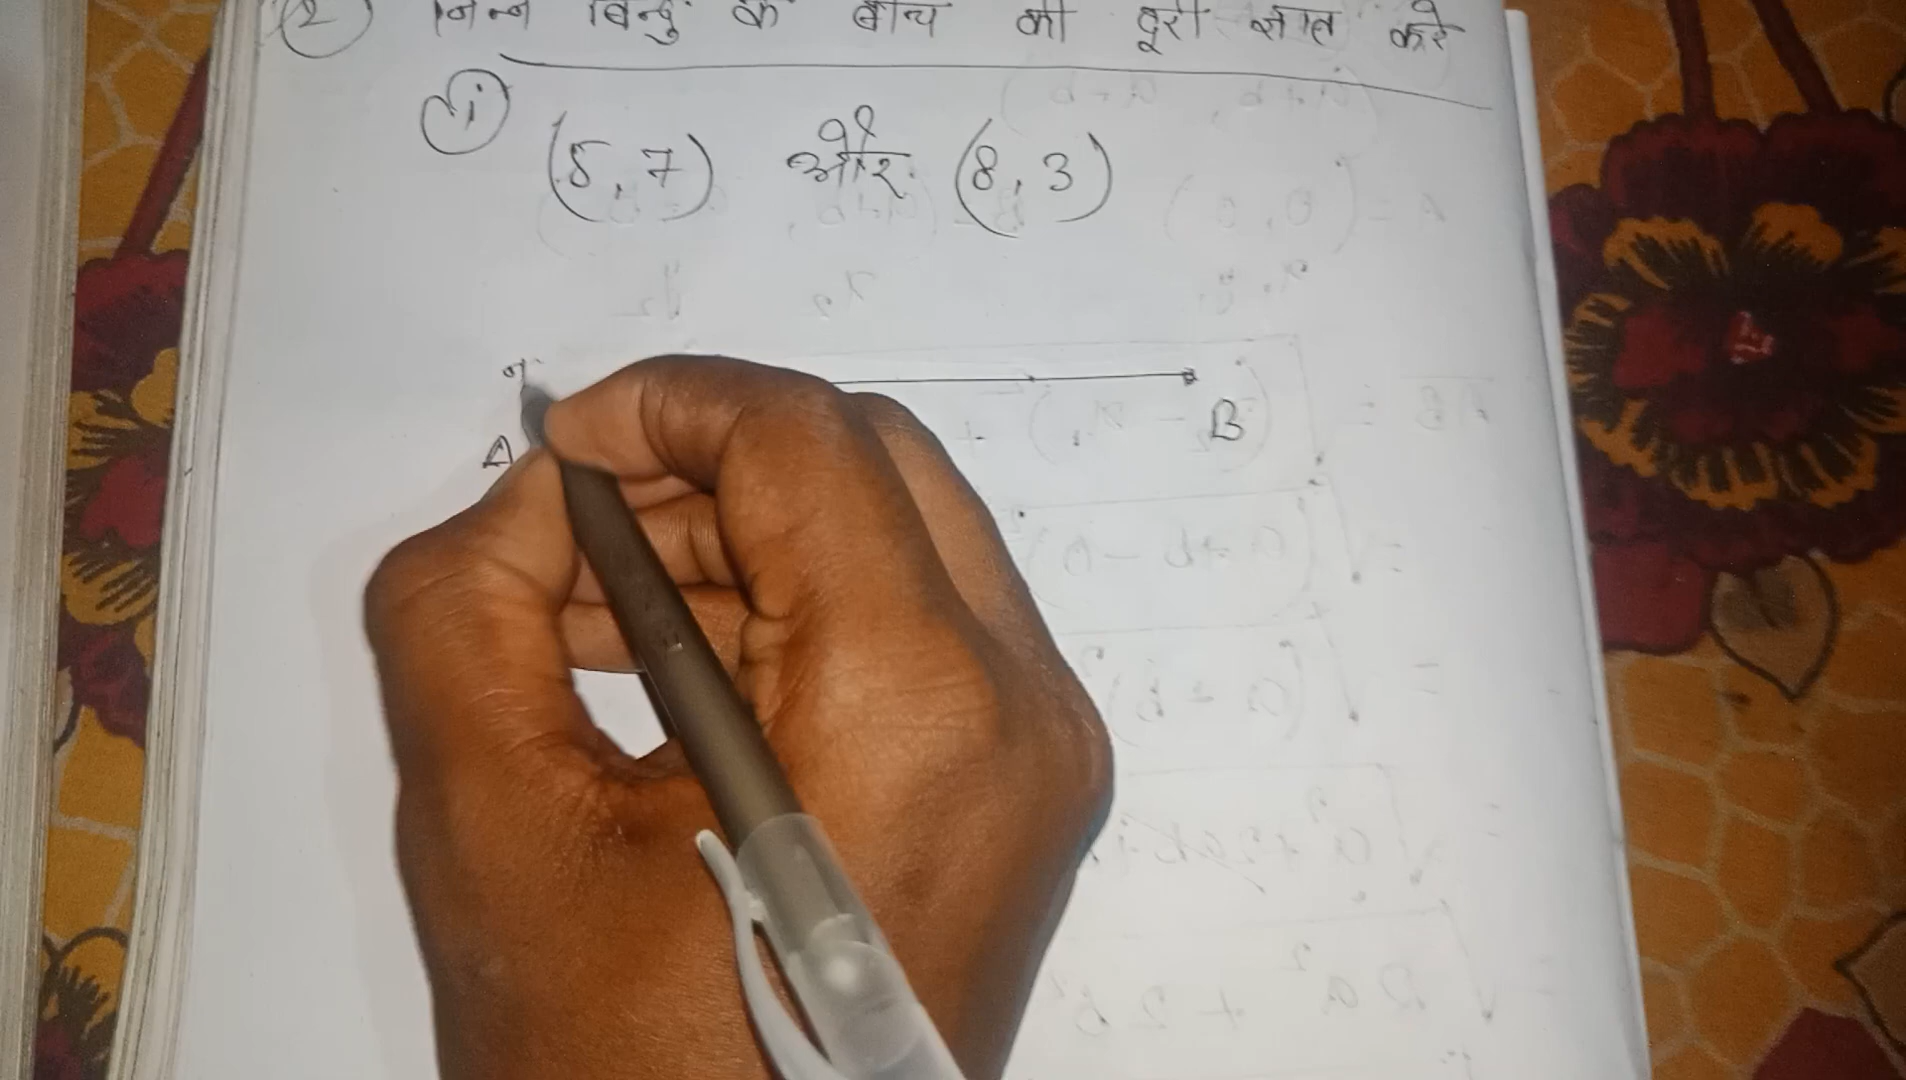 (2) निम्न बिन्दु के बीच की दूरी ज्ञात करे
(i) (5, 7) और (8, 3)
A B